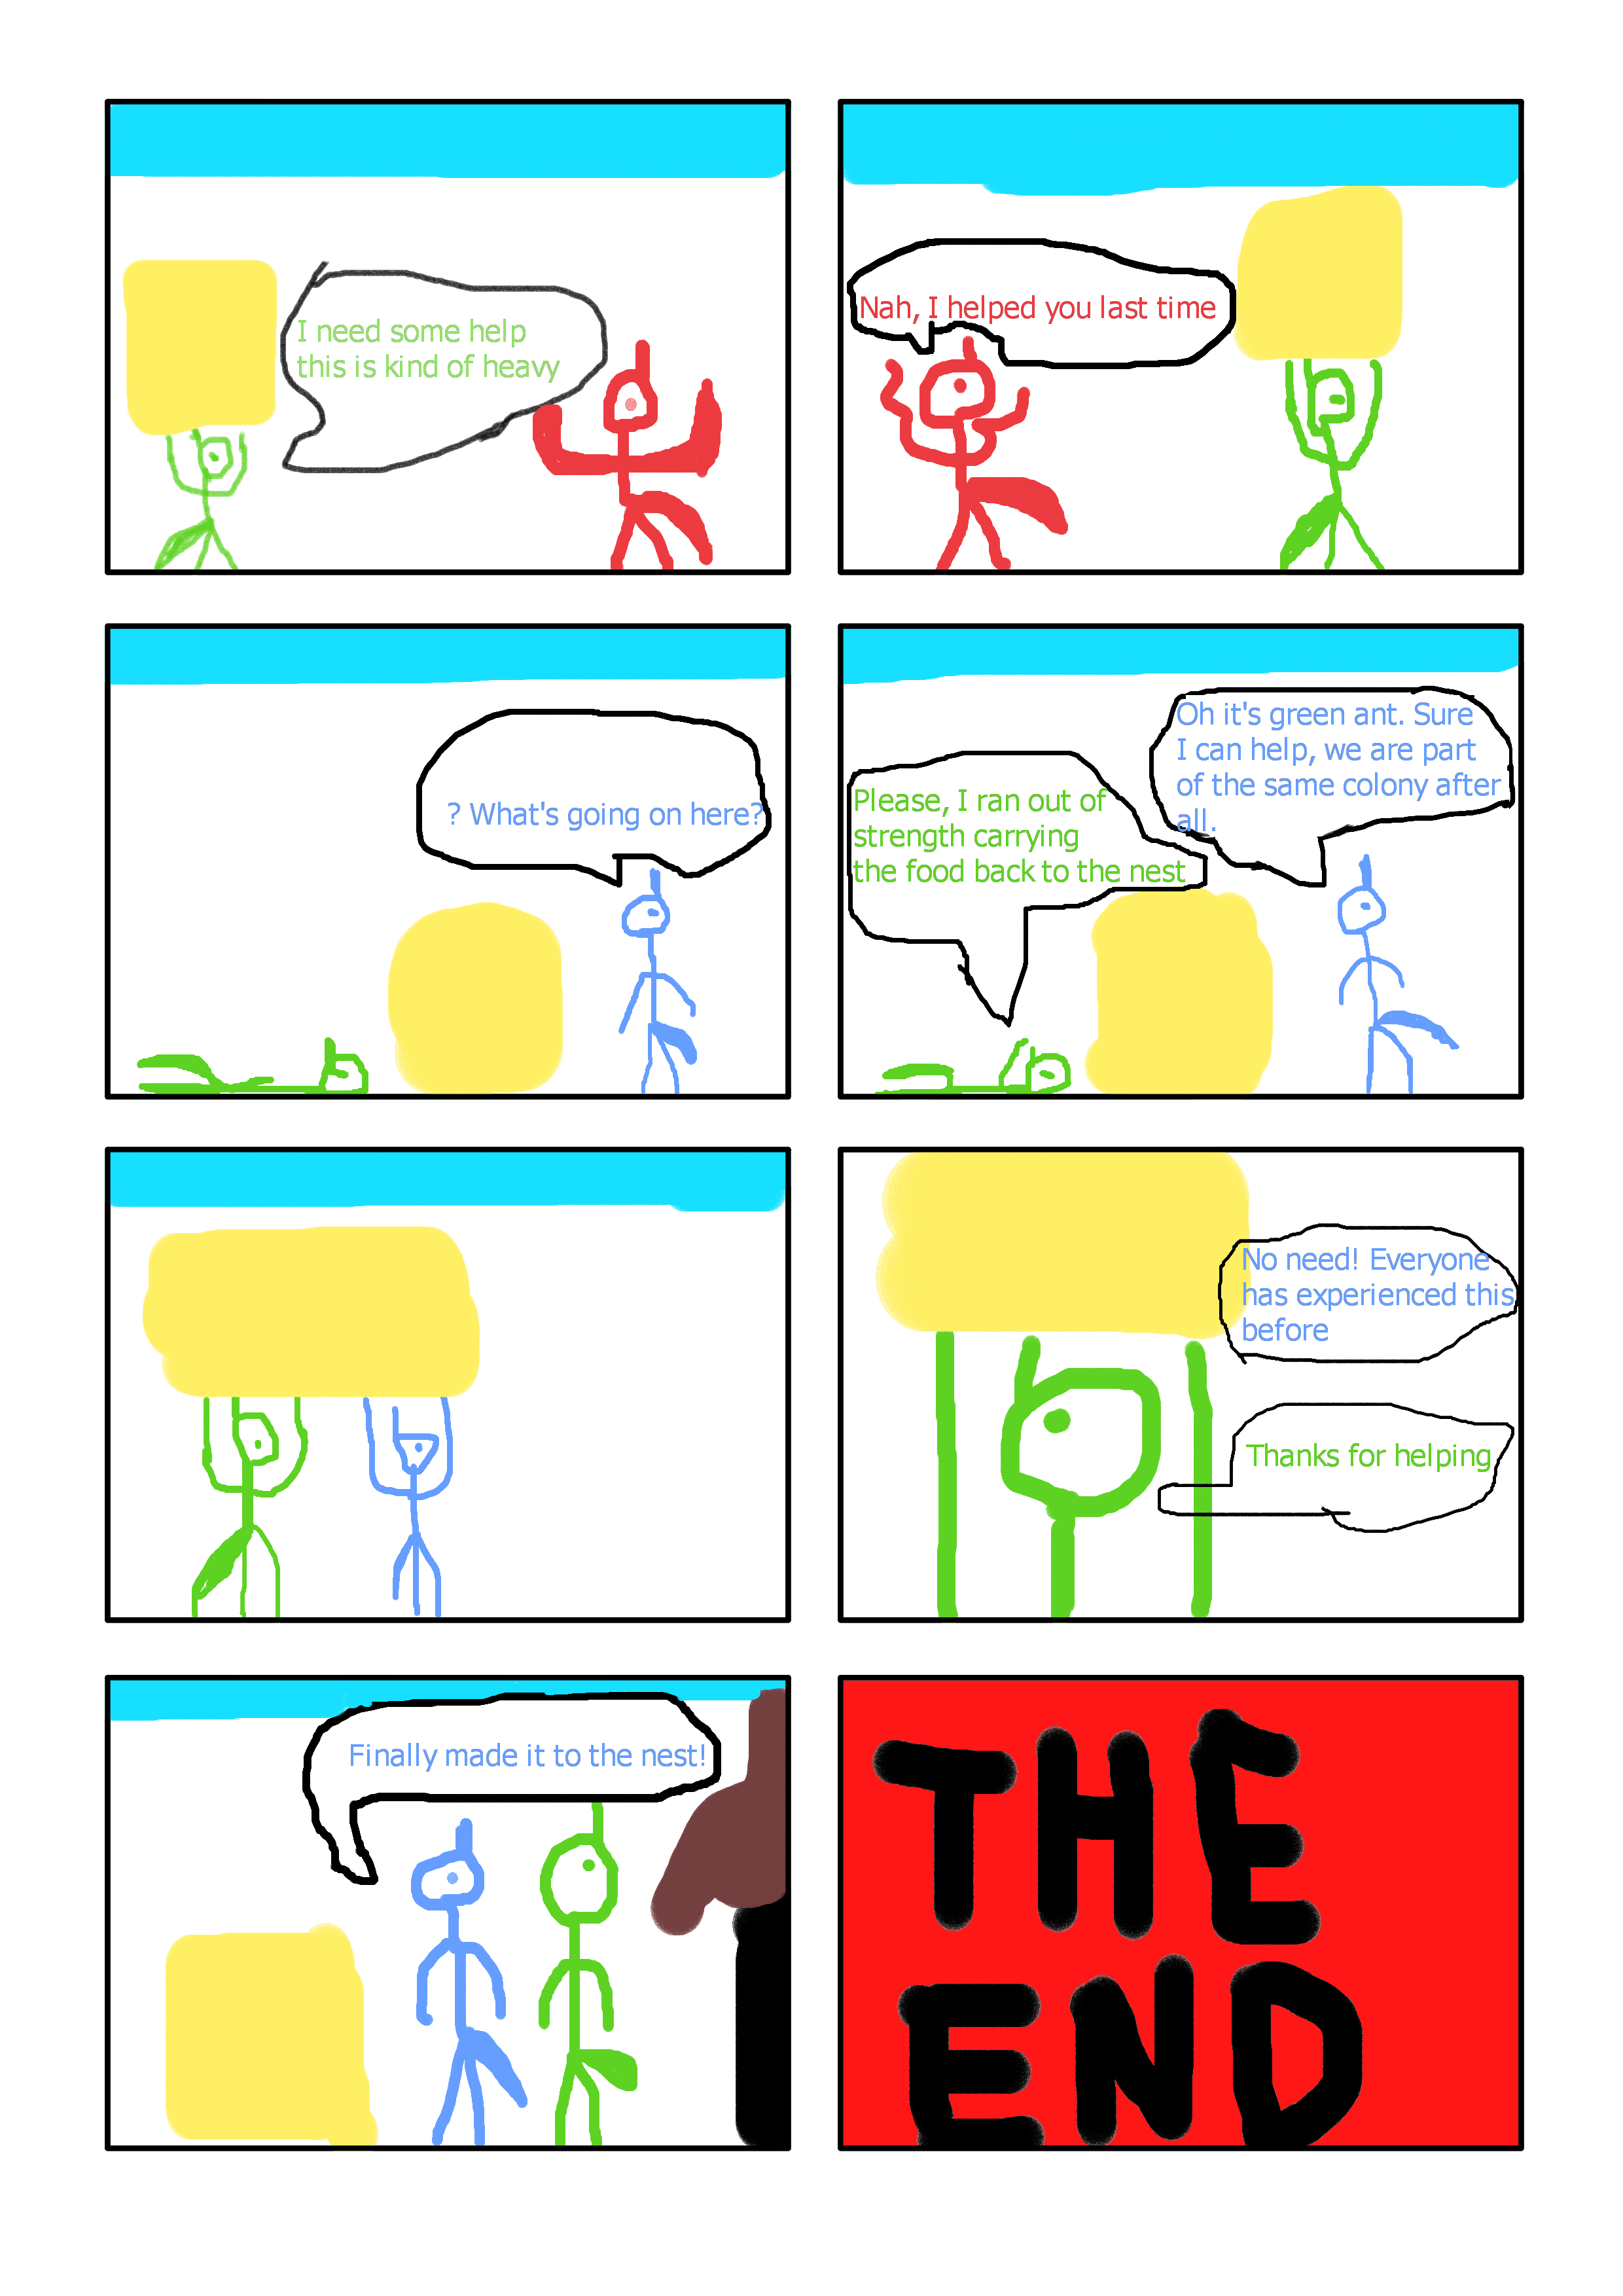 I need some help
this is kind of heavy
Nah, I helped you last time
? What's going on here?
Oh it's green ant. Sure
I can help, we are part
of the same colony after
all.
Please, I ran out of
strength carrying
the food back to the nest
No need! Everyone
has experienced this
before
Thanks for helping
Finally made it to the nest!
THE
END